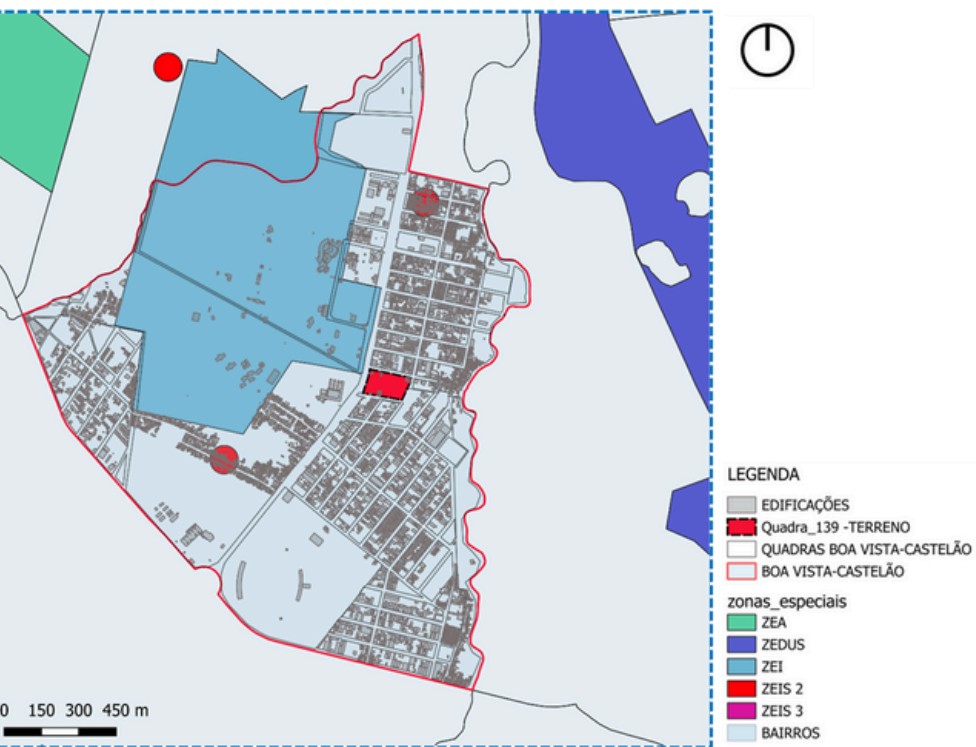 LEGENDA
EDIFICAÇÕES
Quadra_139 -TERRENO
QUADRAS BOA VISTA-CASTELÃO
BOA VISTA-CASTELÃO
zonas_especiais
ZEA
ZEDUS
ZEI
ZEIS 2
ZEIS 3
BAIRROS
0 150 300 450 m